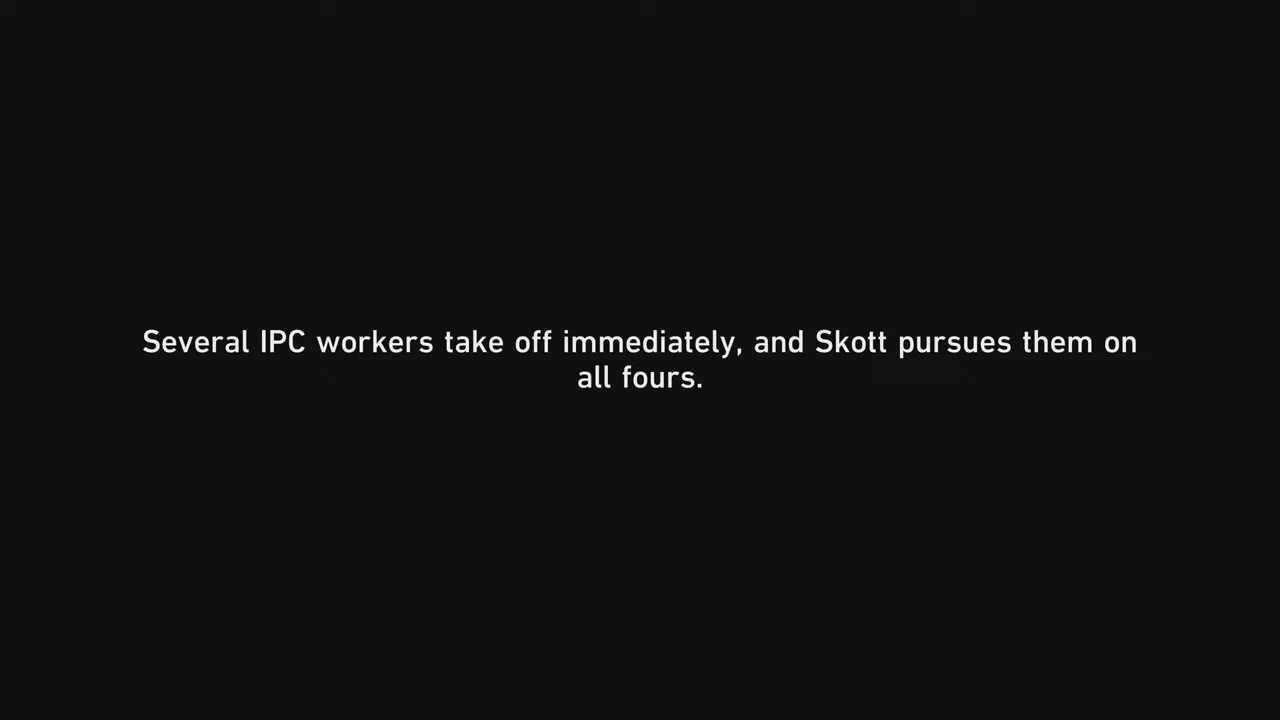 Several IPC workers take off immediately, and Skott pursues them on
all fours.